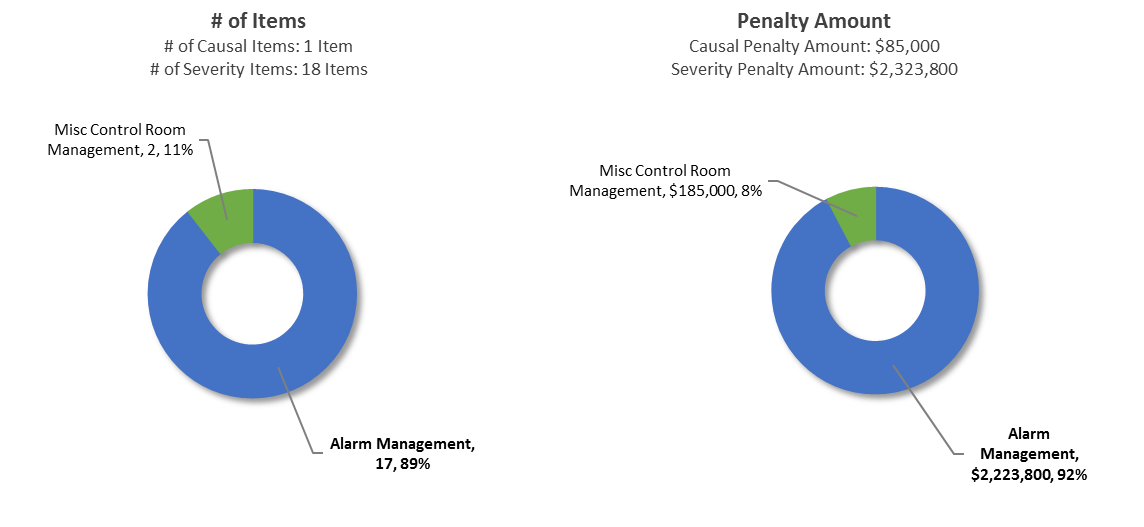 # of Items
# of Causal Items: 1 Item
# of Severity Items: 18 Items
Misc Control Room
Management, 2, 11%
Alarm Management,
17, 89%
Penalty Amount
Causal Penalty Amount: $85,000
Severity Penalty Amount: $2,323,800
Misc Control Room
Management, $185,000, 8%
Alarm
Management,
$2,223,800, 92%